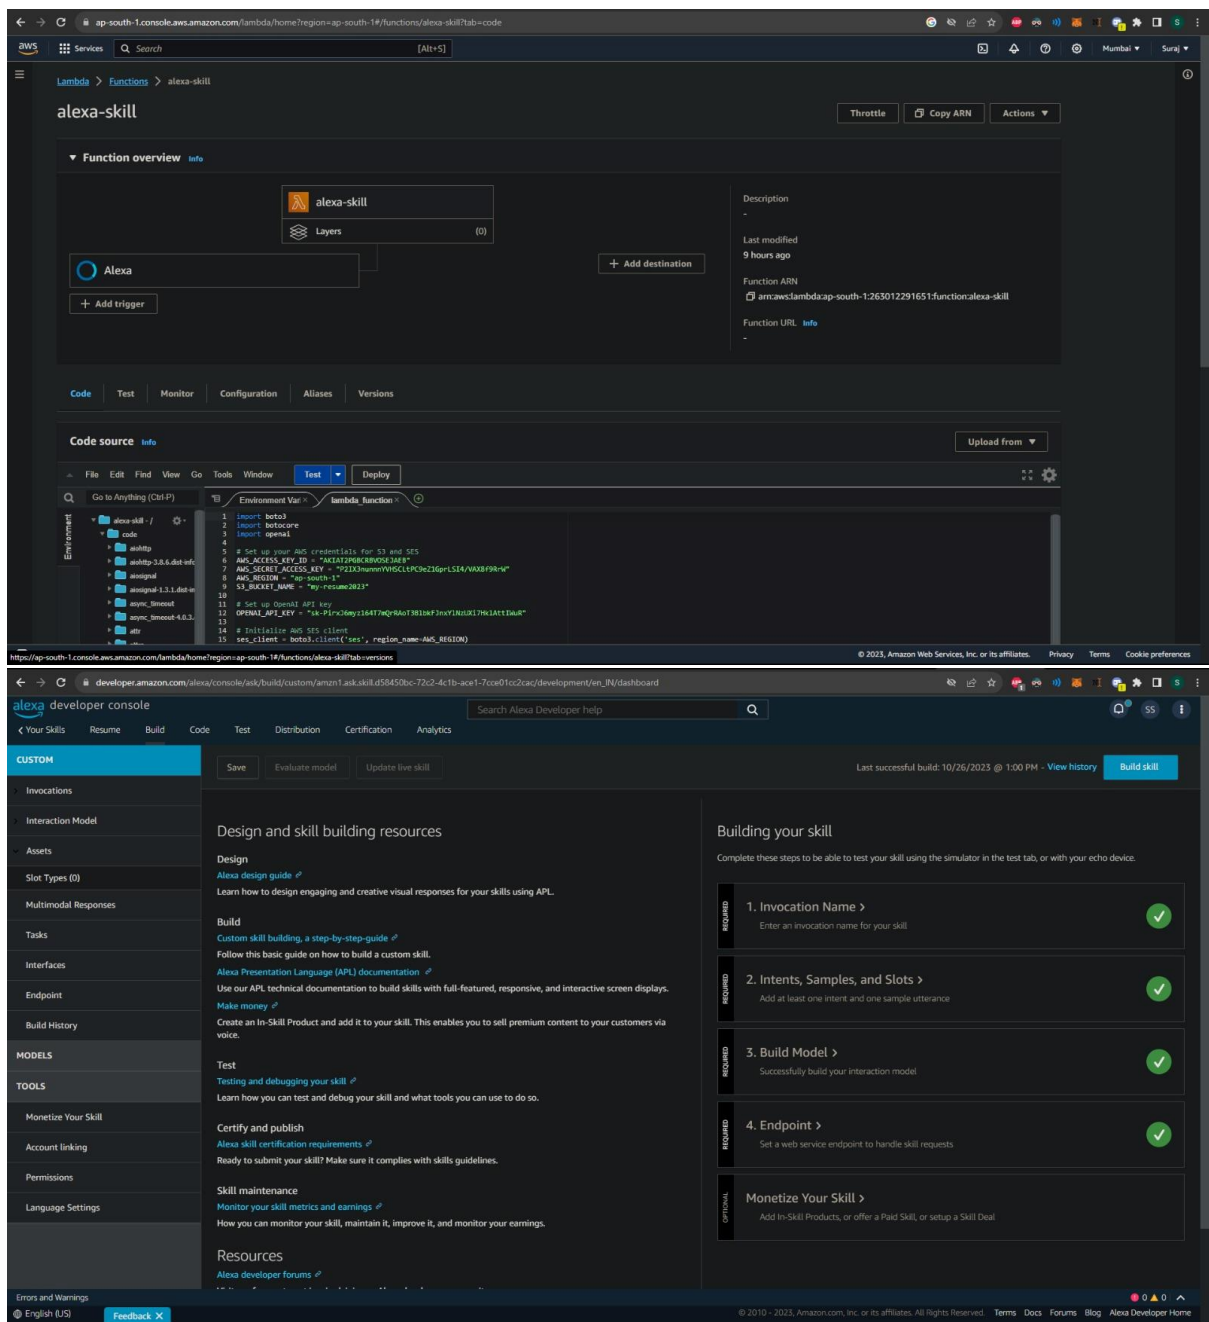 ap-south-1.console.aws.amazon.com/lambda/home?region=ap-south-1#/functions/alexa-skill?tab=code
aws Services Search [Alt+S] Mumbai Suraj
Lambda > Functions > alexa-skill
alexa-skill
Throttle Copy ARN Actions
Function overview Info
alexa-skill
Layers (0)
Alexa
+ Add trigger
+ Add destination
Description
-
Last modified
9 hours ago
Function ARN
arn:aws:lambda:ap-south-1:263012291651:function:alexa-skill
Function URL Info
-
Code Test Monitor Configuration Aliases Versions
Code source Info
Upload from
File Edit Find View Go Tools Window Test Deploy
Go to Anything (Ctrl-P)
Environment Vari × lambda_function ×
Environment
alexa-skill - /
code
aiohttp
aiohttp-3.8.6.dist-info
aiosignal
aiosignal-1.3.1.dist-in
async_timeout
async_timeout-4.0.3.
attr
1 import boto3
2 import botocore
3 import openai
4
5 # Set up your AWS credentials for S3 and SES
6 AWS_ACCESS_KEY_ID =
7 AWS_SECRET_ACCESS_KEY =
8 AWS_REGION = "ap-south-1"
9 S3_BUCKET_NAME = "my-resume2023"
10
11 # Set up OpenAI API key
12 OPENAI_API_KEY =
13
14 # Initialize AWS SES client
15 ses_client = boto3.client('ses', region_name=AWS_REGION)
https://ap-south-1.console.aws.amazon.com/lambda/home?region=ap-south-1#/functions/alexa-skill?tab=versions
© 2023, Amazon Web Services, Inc. or its affiliates. Privacy Terms Cookie preferences
developer.amazon.com/alexa/console/ask/build/custom/amzn1.ask.skill.d58450bc-72c2-4c1b-ace1-7cce01cc2cac/development/en_IN/dashboard
alexa developer console
Search Alexa Developer help
SS
< Your Skills Resume Build Code Test Distribution Certification Analytics
CUSTOM
Invocations
Interaction Model
Assets
Slot Types (0)
Multimodal Responses
Tasks
Interfaces
Endpoint
Build History
MODELS
TOOLS
Monetize Your Skill
Account linking
Permissions
Language Settings
Save Evaluate model Update live skill
Last successful build: 10/26/2023 @ 1:00 PM - View history Build skill
Design and skill building resources
Design
Alexa design guide
Learn how to design engaging and creative visual responses for your skills using APL.
Build
Custom skill building, a step-by-step-guide
Follow this basic guide on how to build a custom skill.
Alexa Presentation Language (APL) documentation
Use our APL technical documentation to build skills with full-featured, responsive, and interactive screen displays.
Make money
Create an In-Skill Product and add it to your skill. This enables you to sell premium content to your customers via
voice.
Test
Testing and debugging your skill
Learn how you can test and debug your skill and what tools you can use to do so.
Certify and publish
Alexa skill certification requirements
Ready to submit your skill? Make sure it complies with skills guidelines.
Skill maintenance
Monitor your skill metrics and earnings
How you can monitor your skill, maintain it, improve it, and monitor your earnings.
Resources
Alexa developer forums
Building your skill
Complete these steps to be able to test your skill using the simulator in the test tab, or with your echo device.
REQUIRED
1. Invocation Name >
Enter an invocation name for your skill
REQUIRED
2. Intents, Samples, and Slots >
Add at least one intent and one sample utterance
REQUIRED
3. Build Model >
Successfully build your interaction model
REQUIRED
4. Endpoint >
Set a web service endpoint to handle skill requests
OPTIONAL
Monetize Your Skill >
Add In-Skill Products, or offer a Paid Skill, or setup a Skill Deal
Errors and Warnings
0 0
English (US) Feedback X
© 2010 - 2023, Amazon.com, Inc. or its affiliates. All Rights Reserved. Terms Docs Forums Blog Alexa Developer Home